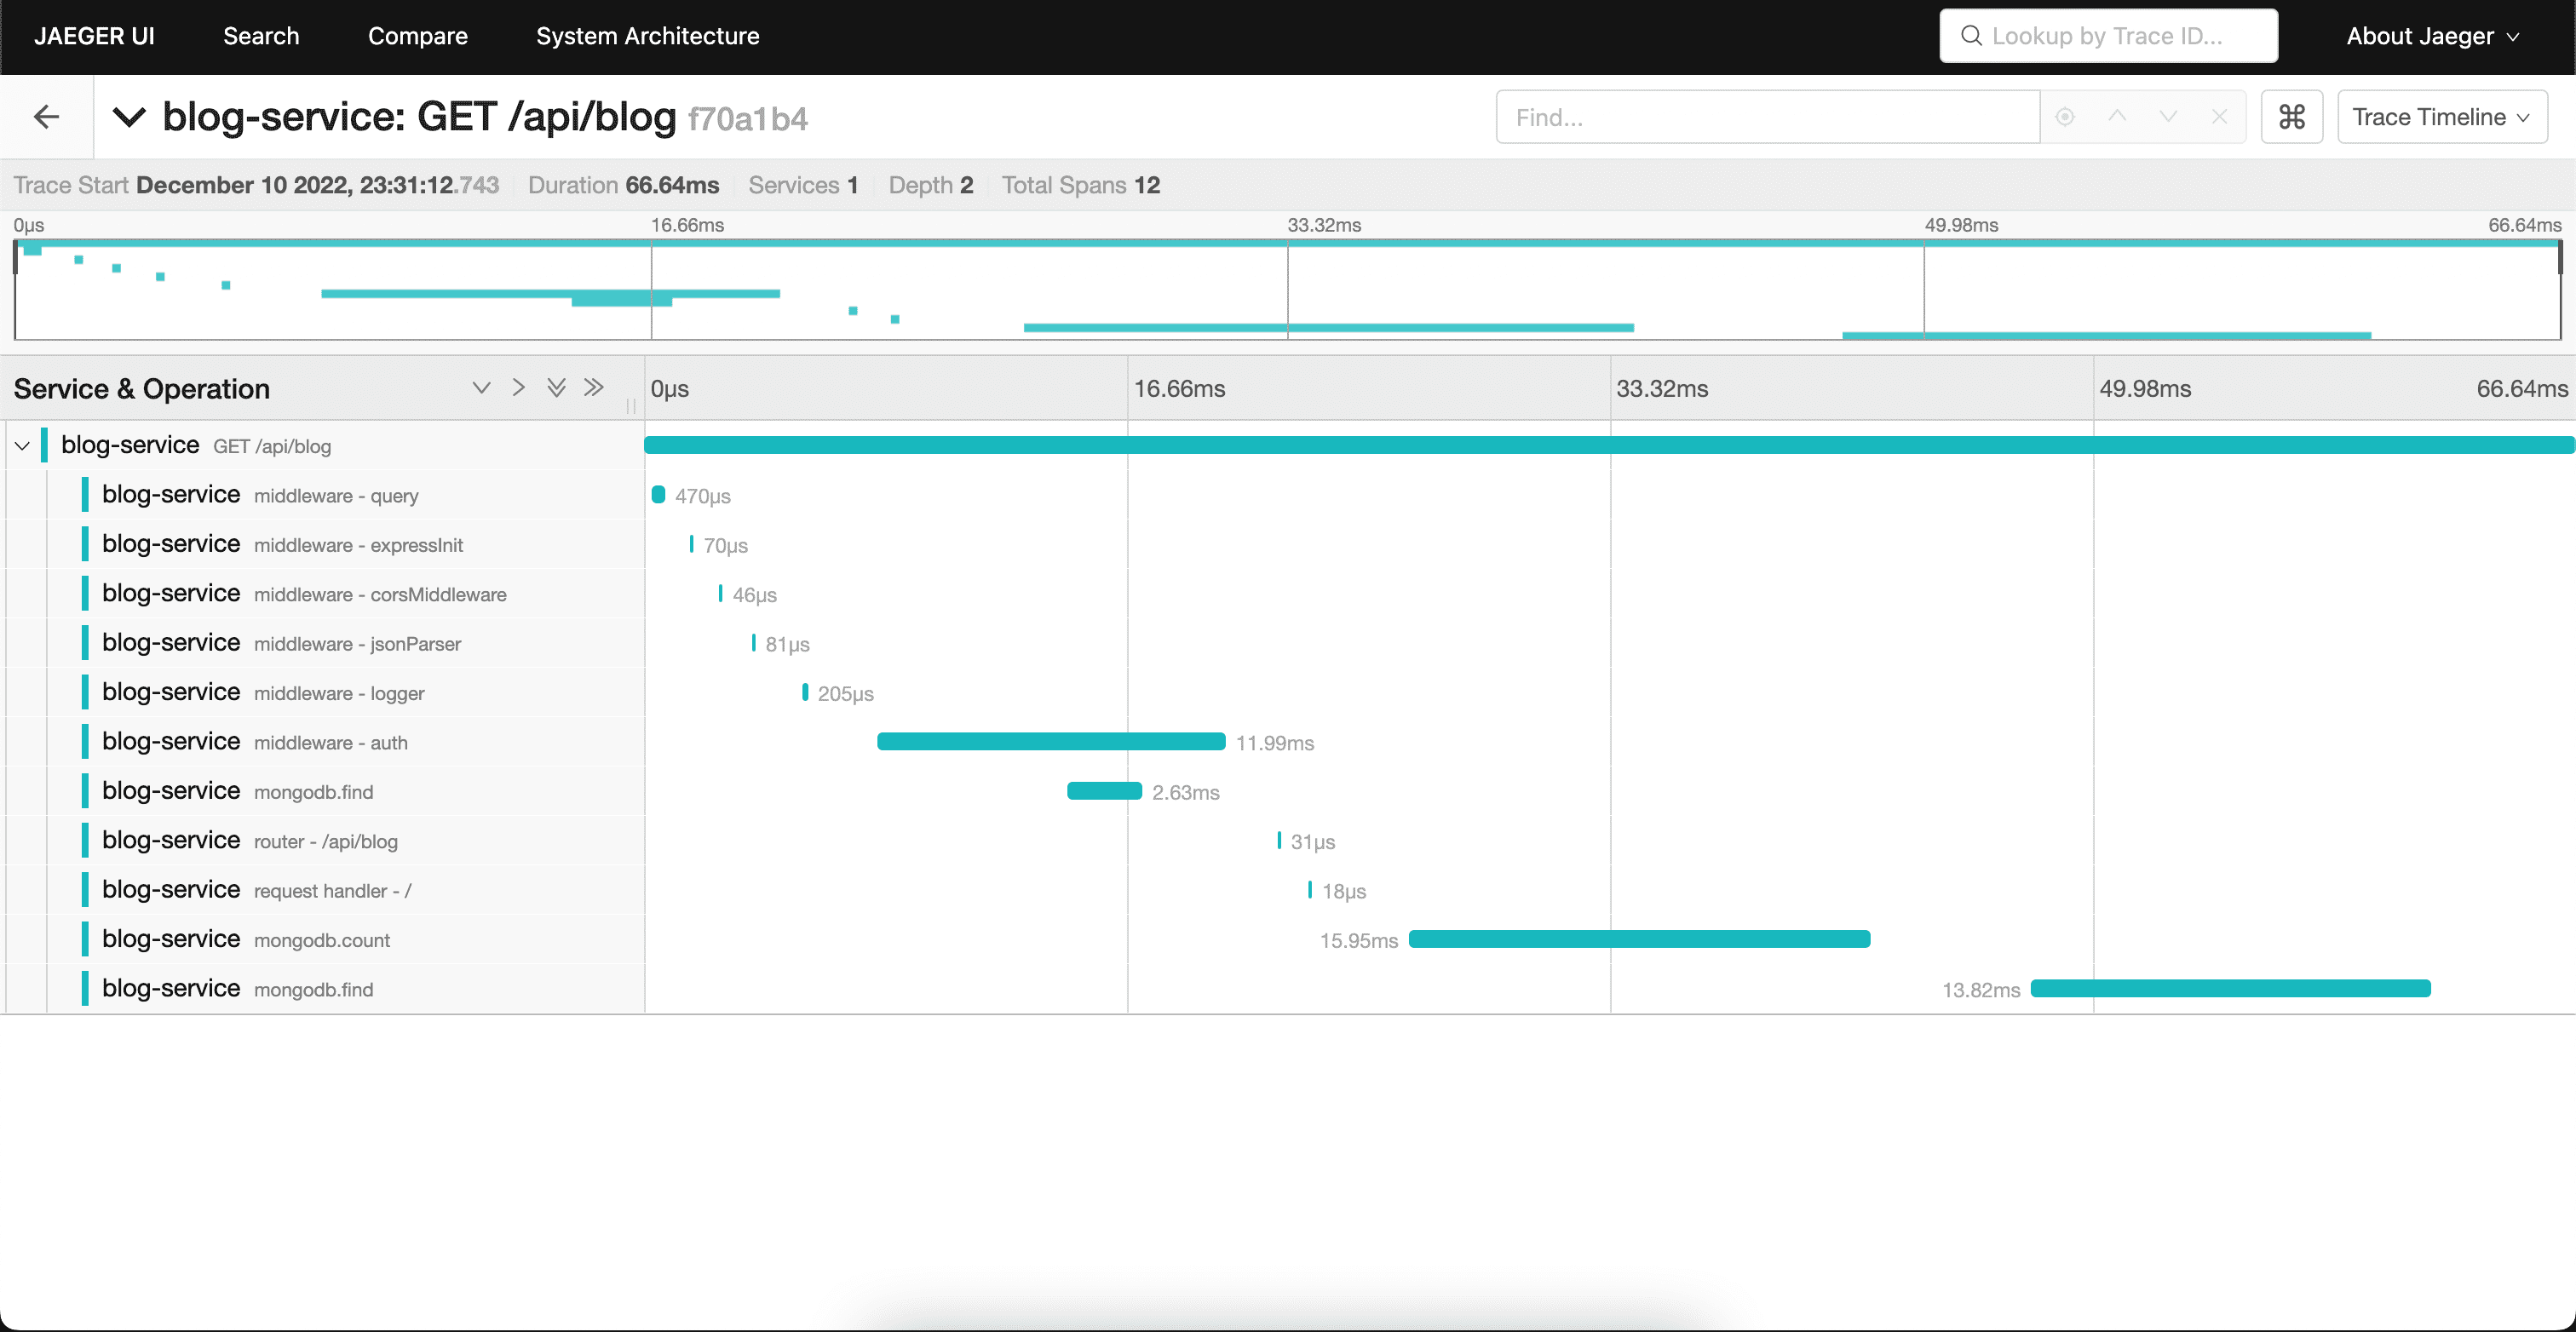 JAEGER UI Search Compare System Architecture Lookup by Trace ID... About Jaeger
blog-service: GET /api/blog f70a1b4 Find... ⌘ Trace Timeline
Trace Start December 10 2022, 23:31:12.743 Duration 66.64ms Services 1 Depth 2 Total Spans 12
0μs 16.66ms 33.32ms 49.98ms 66.64ms
Service & Operation 0μs 16.66ms 33.32ms 49.98ms 66.64ms
blog-service GET /api/blog
blog-service middleware - query 470μs
blog-service middleware - expressInit 70μs
blog-service middleware - corsMiddleware 46μs
blog-service middleware - jsonParser 81μs
blog-service middleware - logger 205μs
blog-service middleware - auth 11.99ms
blog-service mongodb.find 2.63ms
blog-service router - /api/blog 31μs
blog-service request handler - / 18μs
blog-service mongodb.count 15.95ms
blog-service mongodb.find 13.82ms